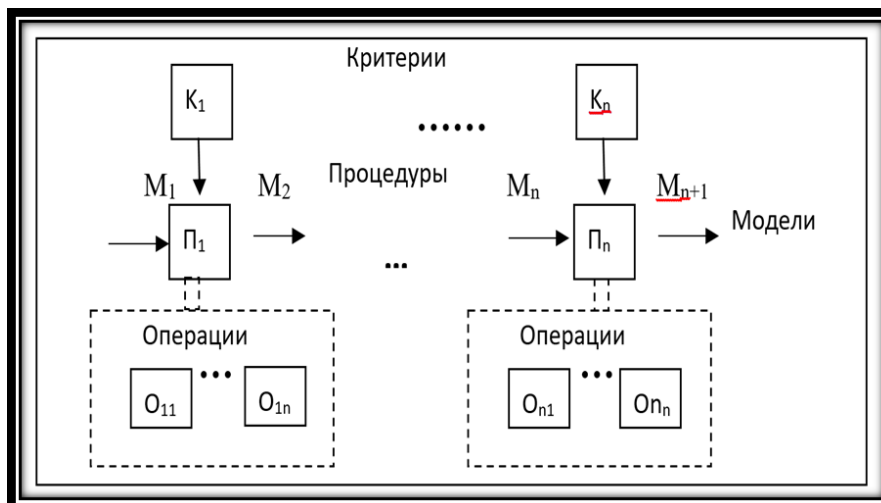 Критерии
K₁
......
Kₙ
Процедуры
M₁
M₂
Mₙ
Mₙ₊₁
Модели
П₁
...
Пₙ
Операции
...
O₁₁
O₁ₙ
Операции
...
Oₙ₁
Onₙ